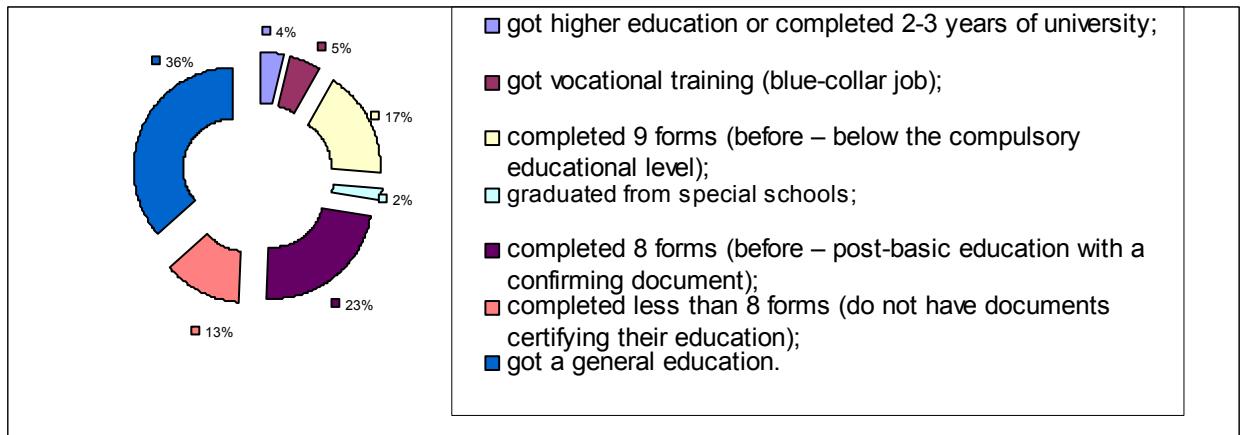 4%
5%
36%
17%
2%
23%
13%
got higher education or completed 2-3 years of university;
got vocational training (blue-collar job);
completed 9 forms (before – below the compulsory
educational level);
graduated from special schools;
completed 8 forms (before – post-basic education with a
confirming document);
completed less than 8 forms (do not have documents
certifying their education);
got a general education.